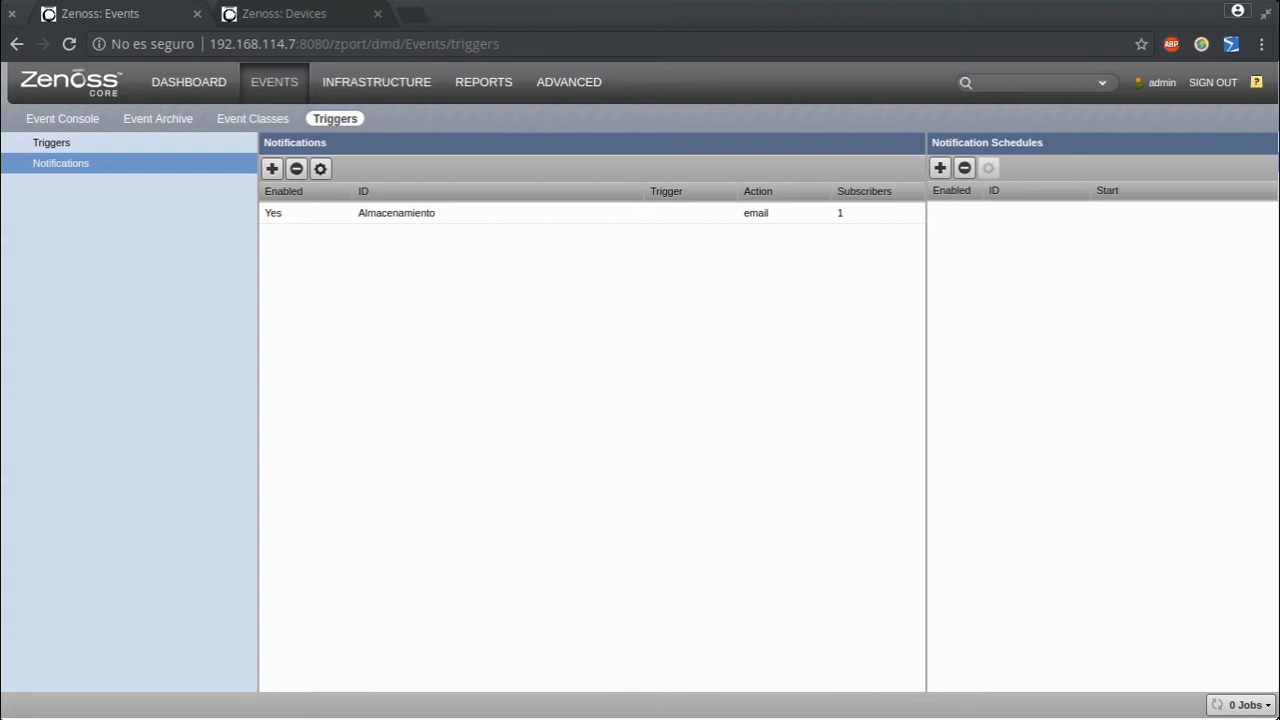 Zenoss: Events
Zenoss: Devices
No es seguro 192.168.114.7:8080/zport/dmd/Events/triggers
ABP
Zenoss CORE
DASHBOARD EVENTS INFRASTRUCTURE REPORTS ADVANCED
admin SIGN OUT ?
Event Console Event Archive Event Classes Triggers
Triggers
Notifications
Notifications
Enabled ID Trigger Action Subscribers
Yes Almacenamiento email 1
Notification Schedules
Enabled ID Start
0 Jobs